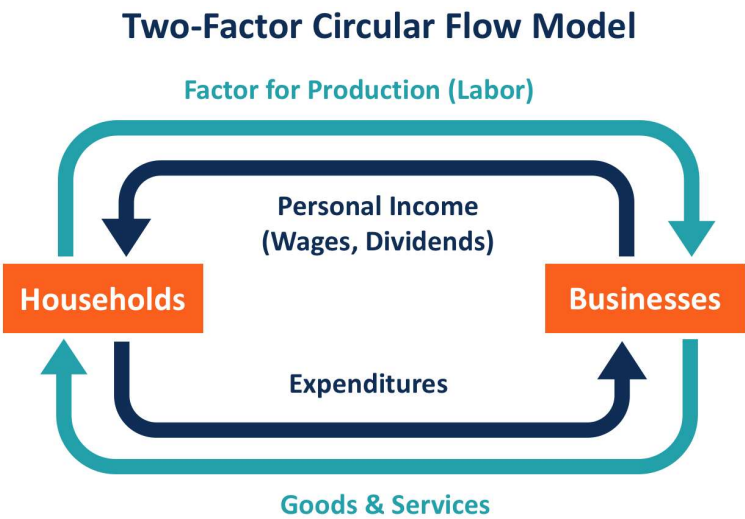 Two-Factor Circular Flow Model
Factor for Production (Labor)
Personal Income
(Wages, Dividends)
Households
Businesses
Expenditures
Goods & Services